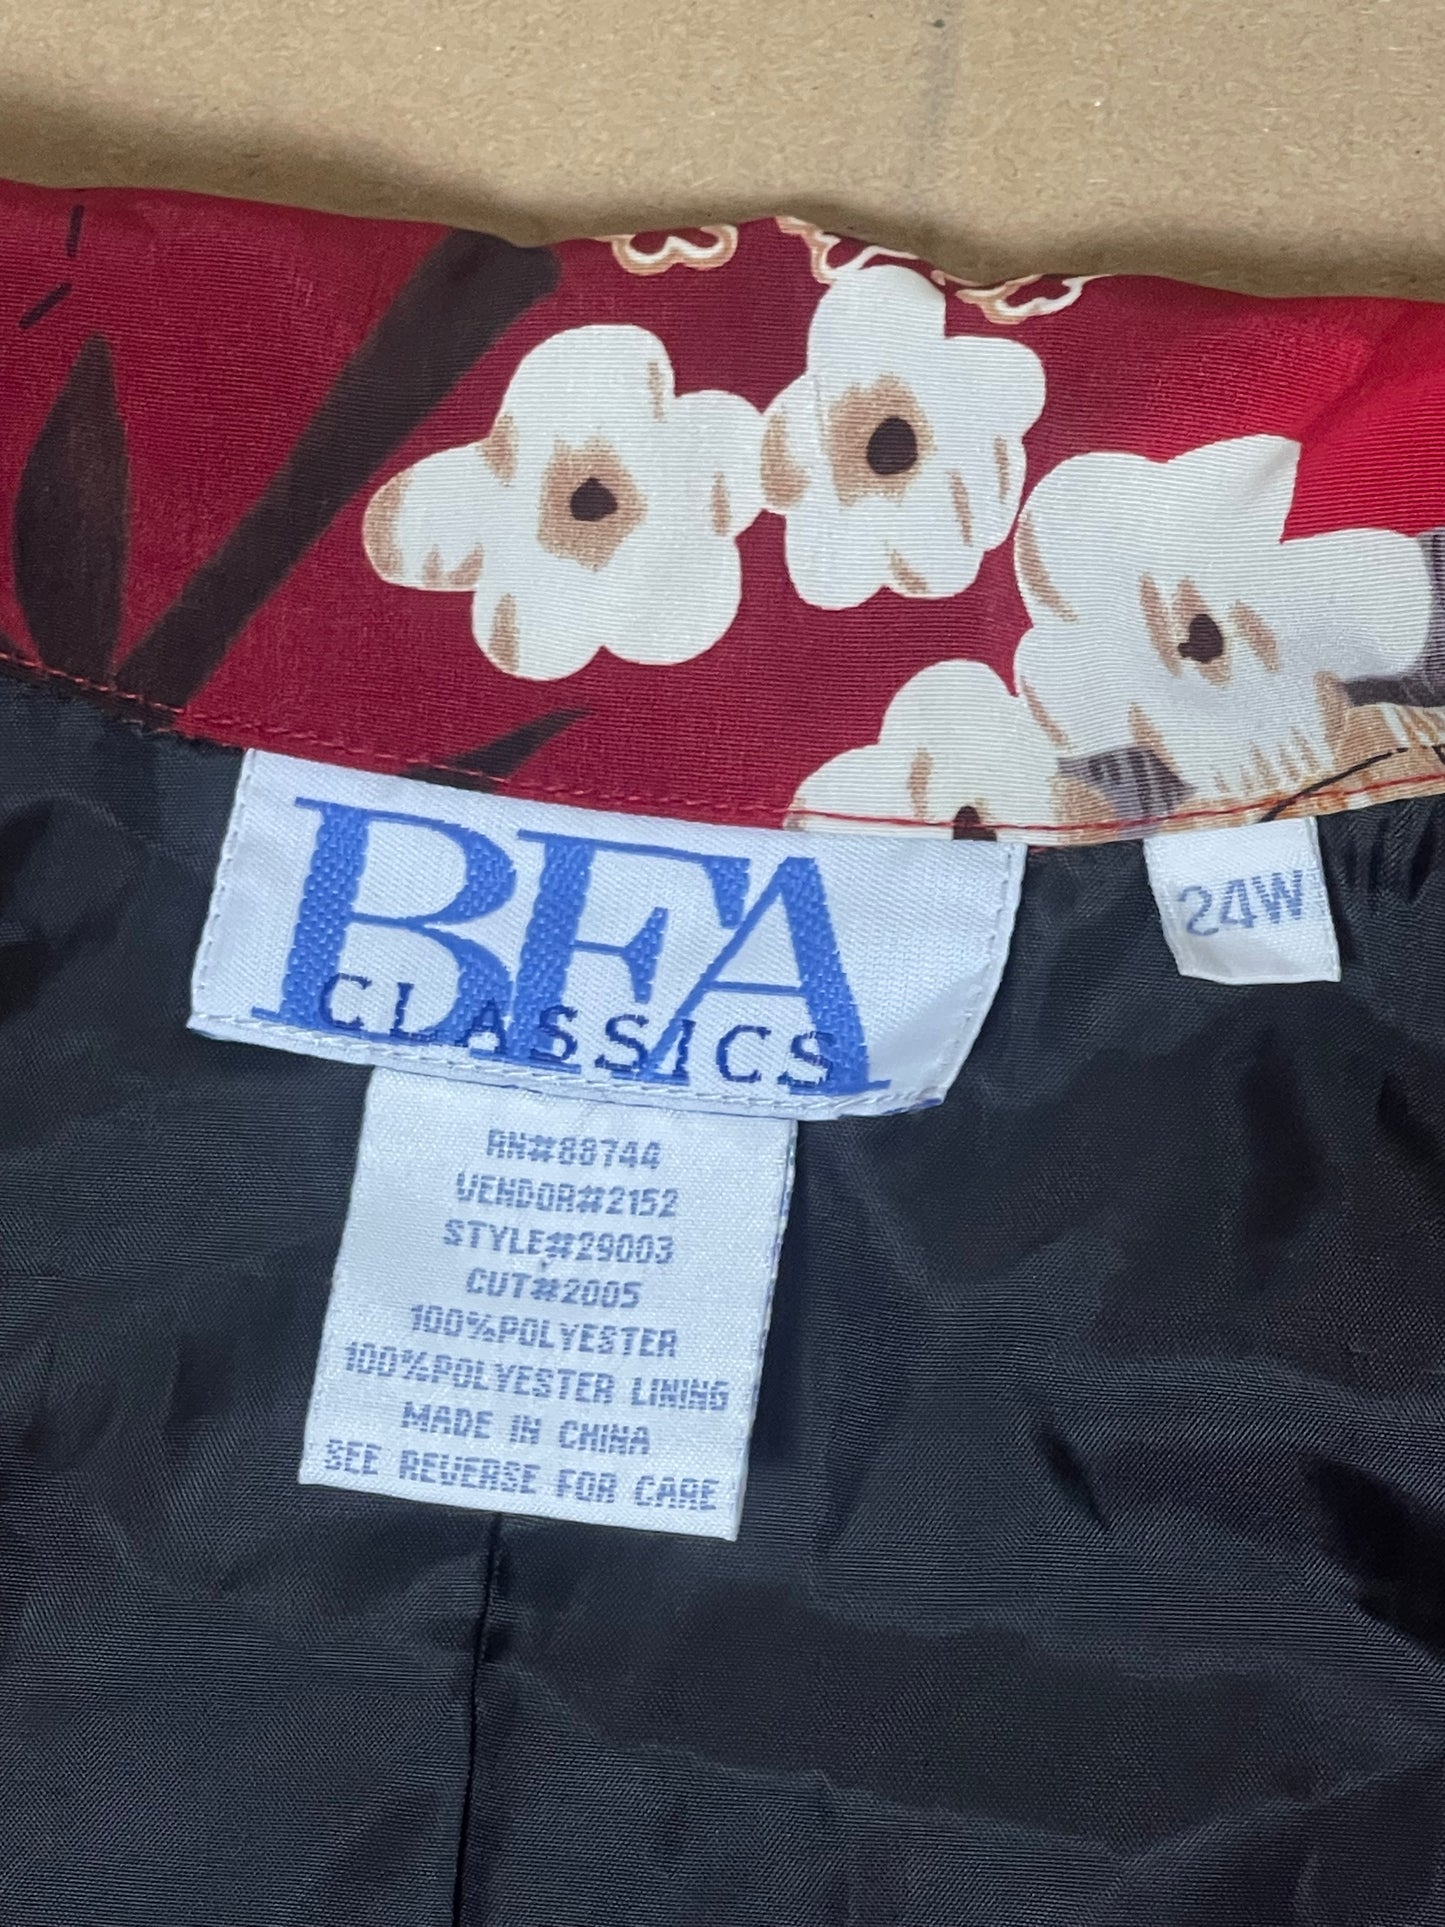 BFA
CLASSICS
24W
RN#88744
VENDOR#2152
STYLE#29003
CUT#2005
100%POLYESTER
100%POLYESTER LINING
MADE IN CHINA
SEE REVERSE FOR CARE